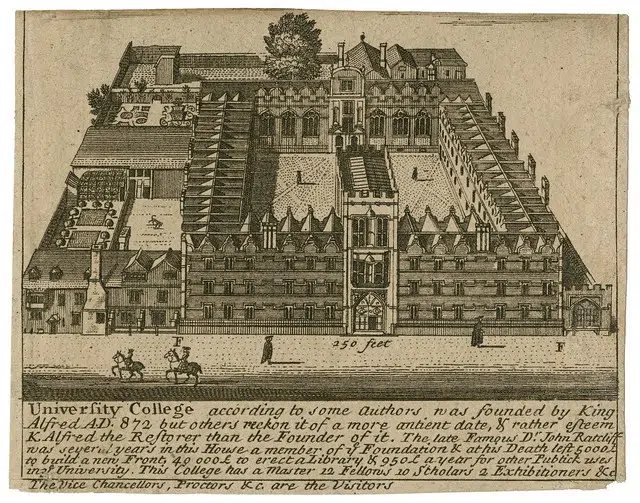 F
250 feet
F
University College according to some Authors was founded by King
Alfred A.D. 872 but others reckon it of a more antient date, & rather esteem
K. Alfred the Restorer than the Founder of it. The late Famous Dr. John Ratcliff
was several years in this House a member of ye Foundation & at his Death left 5000£
to build a new Front, 40 000£ to erect a Library & 950£ a year for other Publick uses
in ye University. This College has a Master 12 Fellows 10 Scholars 2 Exhibitioners &c
The Vice Chancellors, Proctors & c. are the Visitors